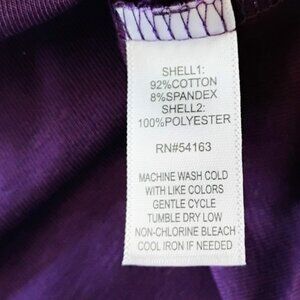 SHELL1:
92%COTTON
8%SPANDEX
SHELL2:
100%POLYESTER
RN#54163
MACHINE WASH COLD
WITH LIKE COLORS
GENTLE CYCLE
TUMBLE DRY LOW
NON-CHLORINE BLEACH
COOL IRON IF NEEDED